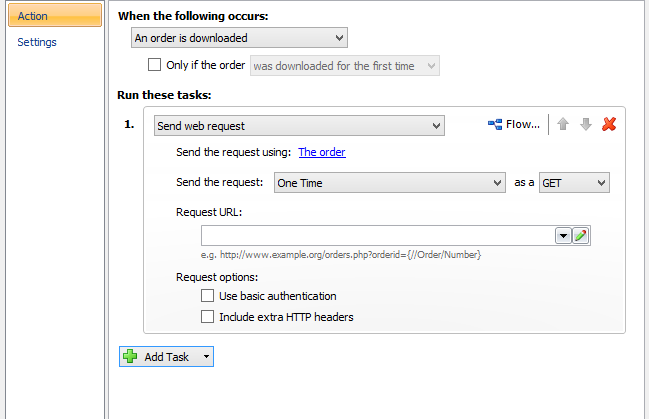 Action
Settings
When the following occurs:
An order is downloaded
Only if the order was downloaded for the first time
Run these tasks:
1. Send web request Flow...
Send the request using: The order
Send the request: One Time as a GET
Request URL:
e.g. http://www.example.org/orders.php?orderid={//Order/Number}
Request options:
Use basic authentication
Include extra HTTP headers
Add Task